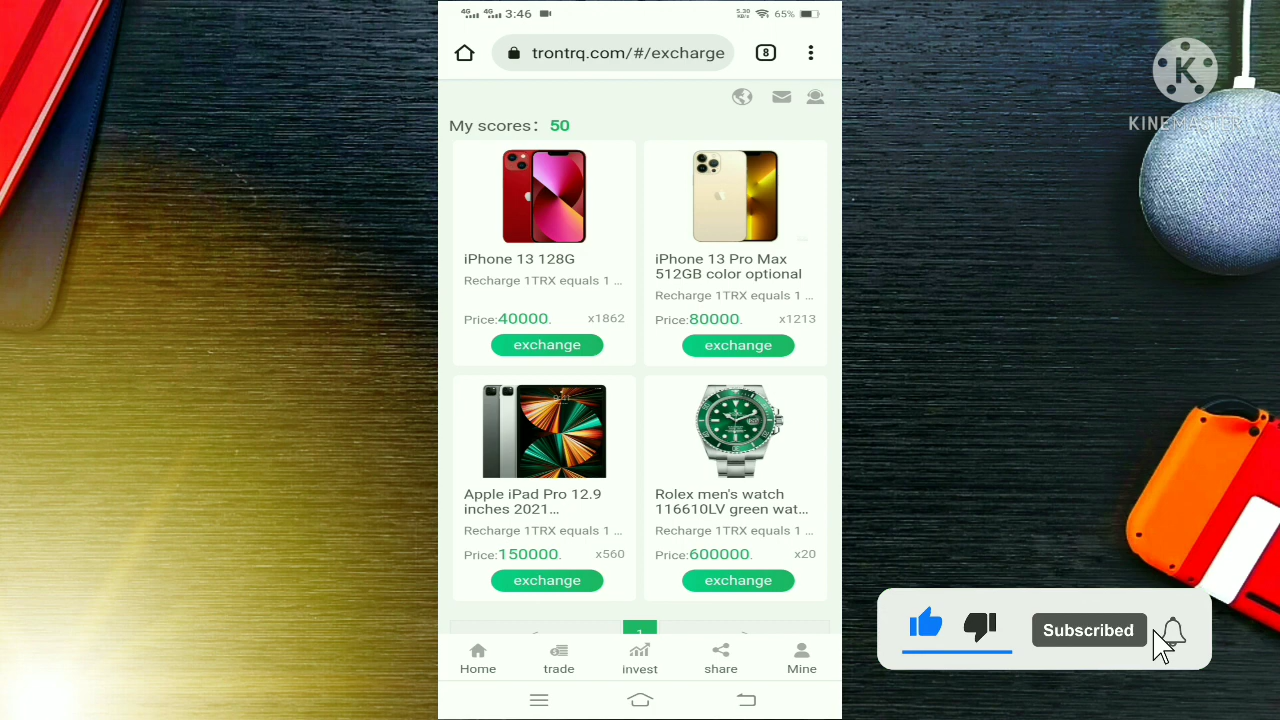 4G 4G 3:46 5.30 KB/s 65%
trontrq.com/#/exchange 8
My scores: 50
iPhone 13 128G
Recharge 1TRX equals 1 ...
Price:40000. x1862
exchange
iPhone 13 Pro Max
512GB color optional
Recharge 1TRX equals 1 ...
Price:80000. x1213
exchange
Apple iPad Pro 12.9
inches 2021...
Recharge 1TRX equals 1 ...
Price:150000. x560
exchange
Rolex men's watch
116610LV green wat...
Recharge 1TRX equals 1 ...
Price:600000. x20
exchange
1
Home trade invest share Mine
K
KINEMASTER
Subscribed